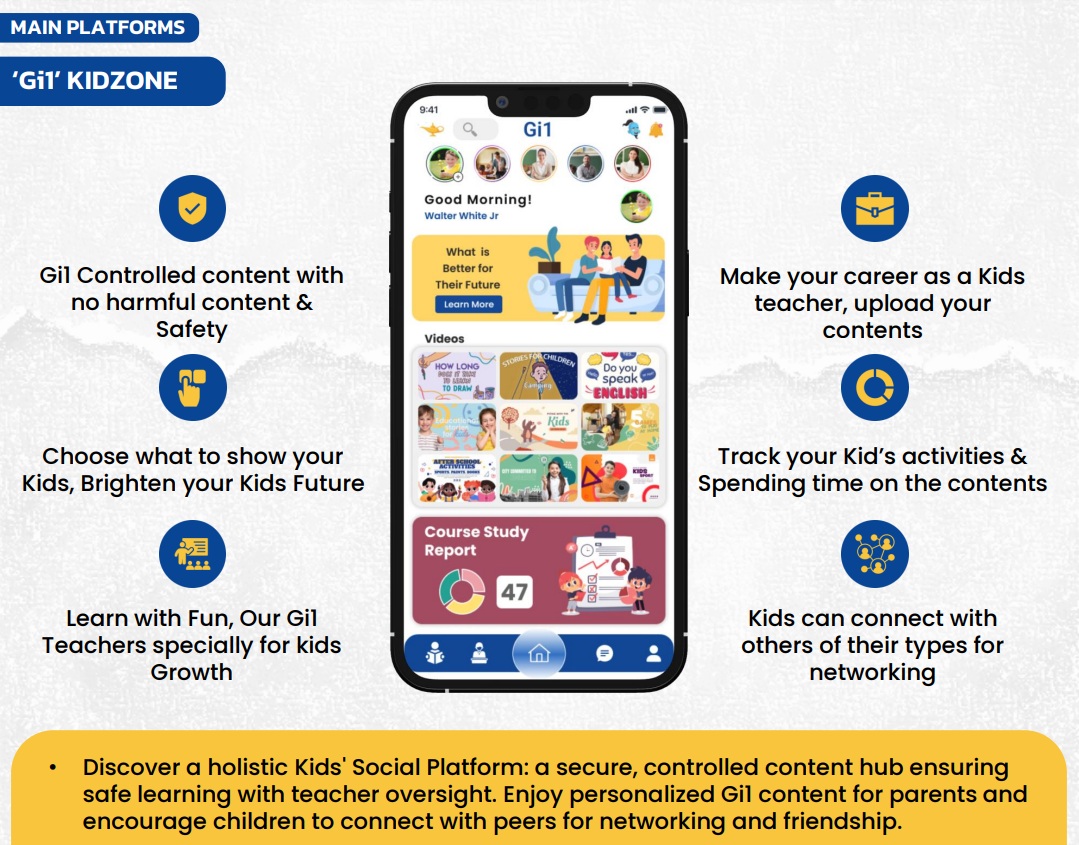 MAIN PLATFORMS
‘Gi1’ KIDZONE
Gi1 Controlled content with
no harmful content &
Safety
Choose what to show your
Kids, Brighten your Kids Future
Learn with Fun, Our Gi1
Teachers specially for kids
Growth
9:41
Gi1
Good Morning!
Walter White Jr
What is
Better for
Their Future
Learn More
Videos
HOW LONG
DOES IT TAKE
TO LEARN
TO DRAW
STORIES FOR CHILDREN
Camping
Do you
speak
ENGLISH
Kids
5
AFTER SCHOOL
ACTIVITIES
SPORTS PAINTS BOOKS
KIDS
Course Study
Report
47
Make your career as a Kids
teacher, upload your
contents
Track your Kid’s activities &
Spending time on the contents
Kids can connect with
others of their types for
networking
• Discover a holistic Kids' Social Platform: a secure, controlled content hub ensuring
safe learning with teacher oversight. Enjoy personalized Gi1 content for parents and
encourage children to connect with peers for networking and friendship.